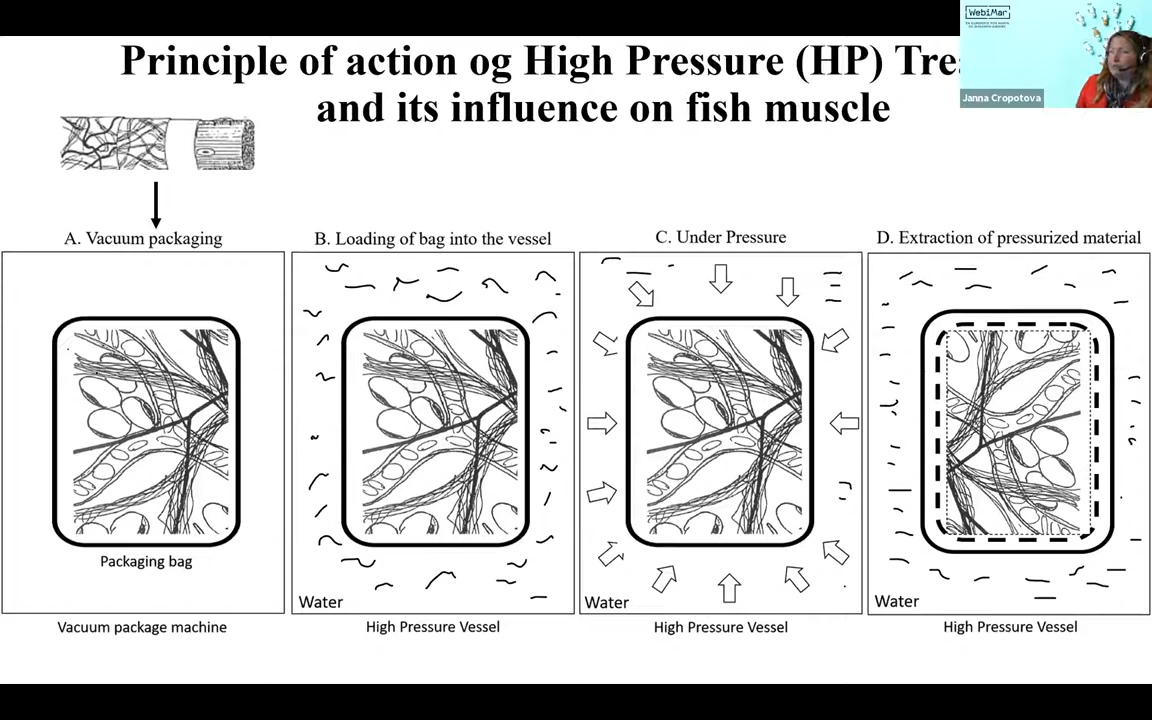 Principle of action og High Pressure (HP)
and its influence on fish muscle
WebiMar
Janna Cropotova
A. Vacuum packaging
B. Loading of bag into the vessel
C. Under Pressure
D. Extraction of pressurized material
Packaging bag
Water
Water
Water
Vacuum package machine
High Pressure Vessel
High Pressure Vessel
High Pressure Vessel